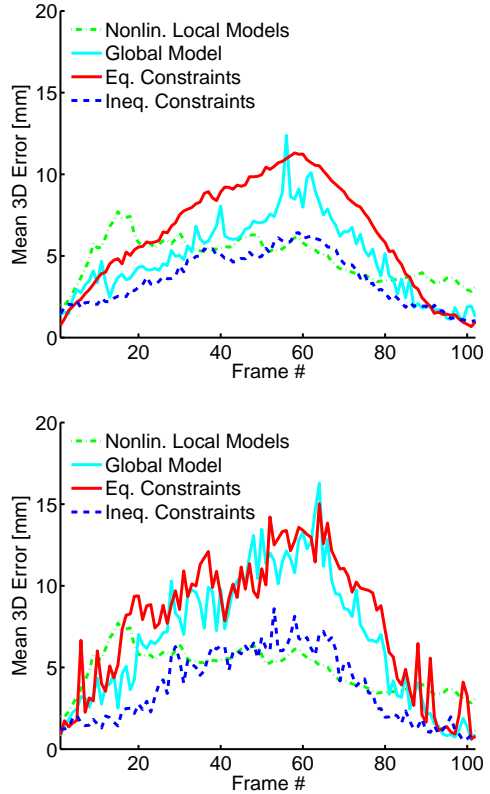 20
Nonlin. Local Models
Global Model
Eq. Constraints
Ineq. Constraints
15
10
5
0
Mean 3D Error [mm]
20 40 60 80 100
Frame #
20
Nonlin. Local Models
Global Model
Eq. Constraints
Ineq. Constraints
15
10
5
0
Mean 3D Error [mm]
20 40 60 80 100
Frame #